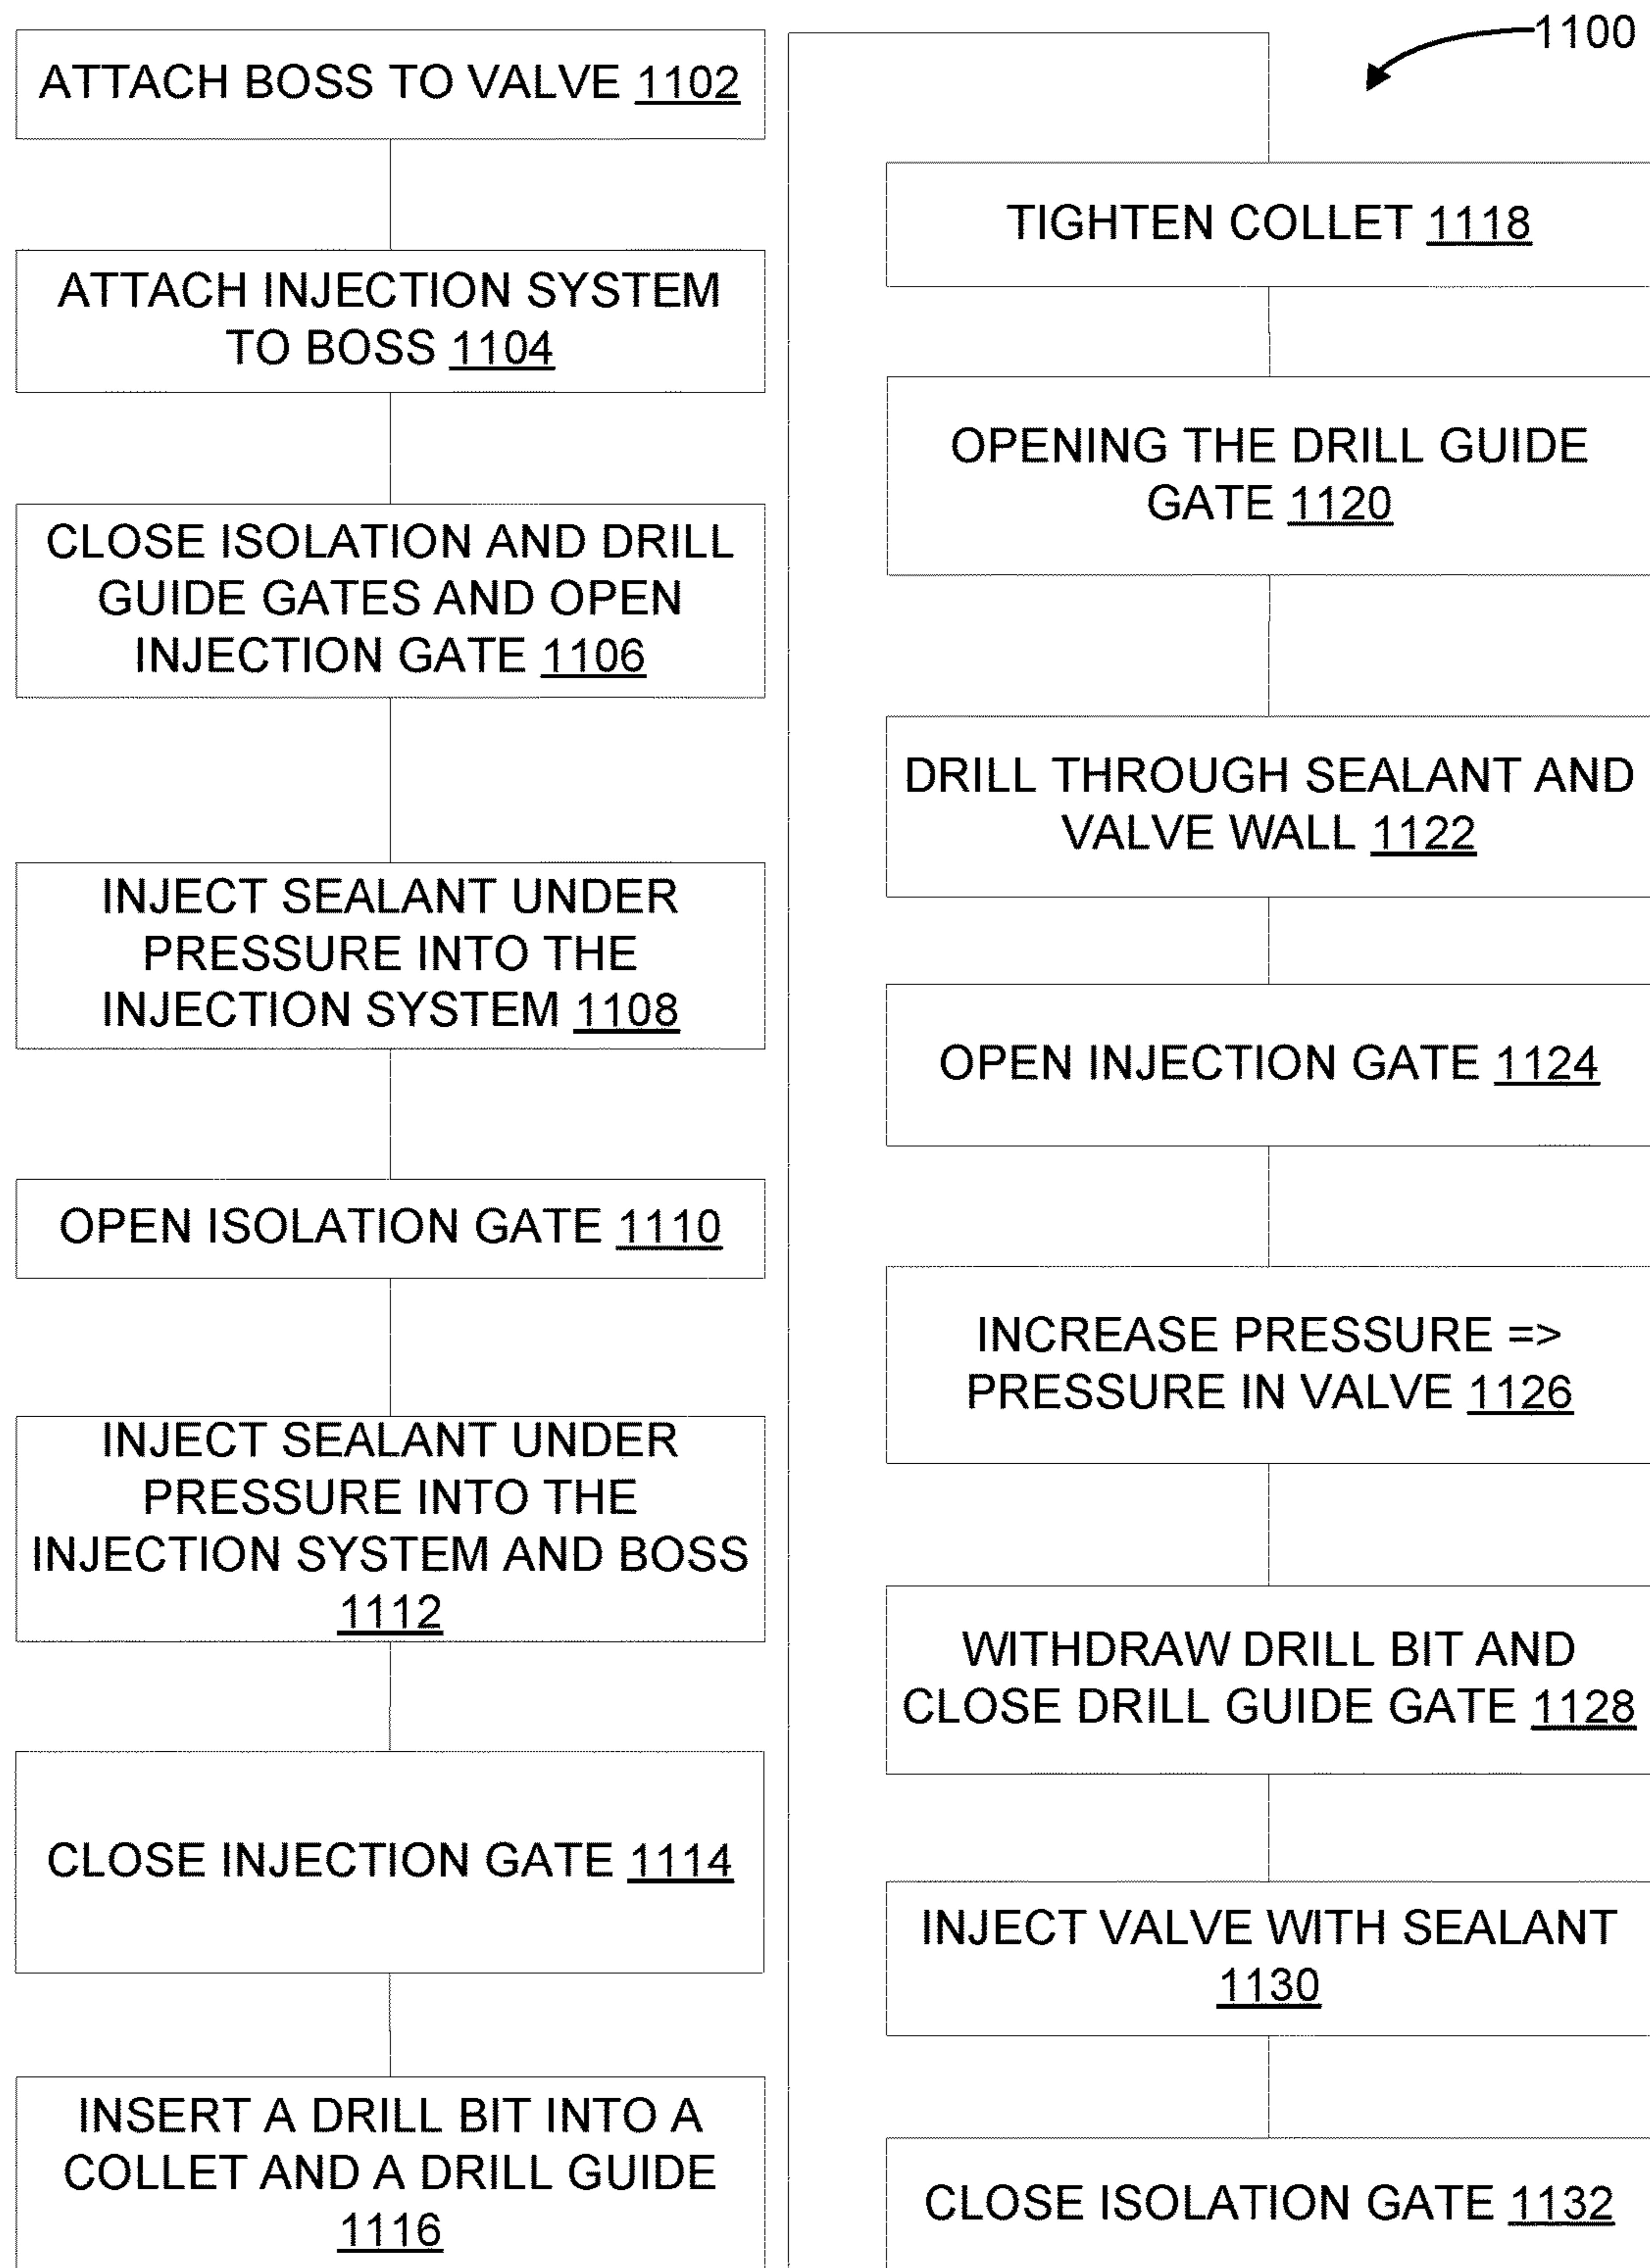 1100
ATTACH BOSS TO VALVE 1102
ATTACH INJECTION SYSTEM
TO BOSS 1104
CLOSE ISOLATION AND DRILL
GUIDE GATES AND OPEN
INJECTION GATE 1106
INJECT SEALANT UNDER
PRESSURE INTO THE
INJECTION SYSTEM 1108
OPEN ISOLATION GATE 1110
INJECT SEALANT UNDER
PRESSURE INTO THE
INJECTION SYSTEM AND BOSS
1112
CLOSE INJECTION GATE 1114
INSERT A DRILL BIT INTO A
COLLET AND A DRILL GUIDE
1116
TIGHTEN COLLET 1118
OPENING THE DRILL GUIDE
GATE 1120
DRILL THROUGH SEALANT AND
VALVE WALL 1122
OPEN INJECTION GATE 1124
INCREASE PRESSURE =>
PRESSURE IN VALVE 1126
WITHDRAW DRILL BIT AND
CLOSE DRILL GUIDE GATE 1128
INJECT VALVE WITH SEALANT
1130
CLOSE ISOLATION GATE 1132